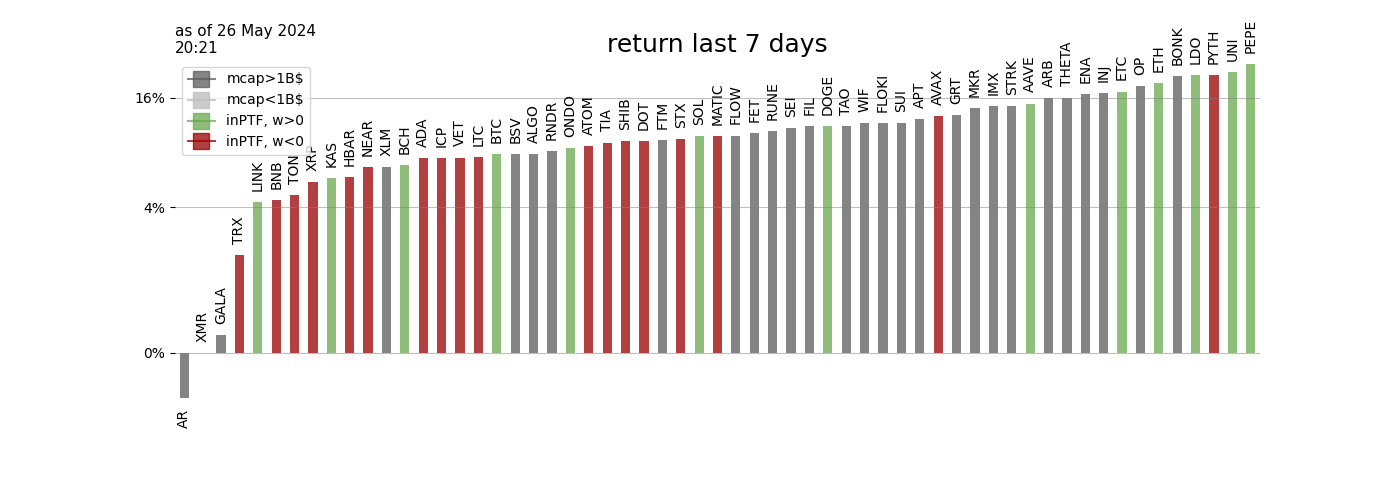 as of 26 May 2024
20:21
return last 7 days
mcap>1B$
mcap<1B$
inPTF, w>0
inPTF, w<0
16%
4%
0%
AR
XMR
GALA
TRX
LINK
BNB
TON
XRP
KAS
HBAR
NEAR
XLM
BCH
ADA
ICP
VET
LTC
BTC
BSV
ALGO
RNDR
ONDO
ATOM
TIA
SHIB
DOT
FTM
STX
SOL
MATIC
FLOW
FET
RUNE
SEI
FIL
DOGE
TAO
WIF
FLOKI
SUI
APT
AVAX
GRT
MKR
IMX
STRK
AAVE
ARB
THETA
ENA
INJ
ETC
OP
ETH
BONK
LDO
PYTH
UNI
PEPE